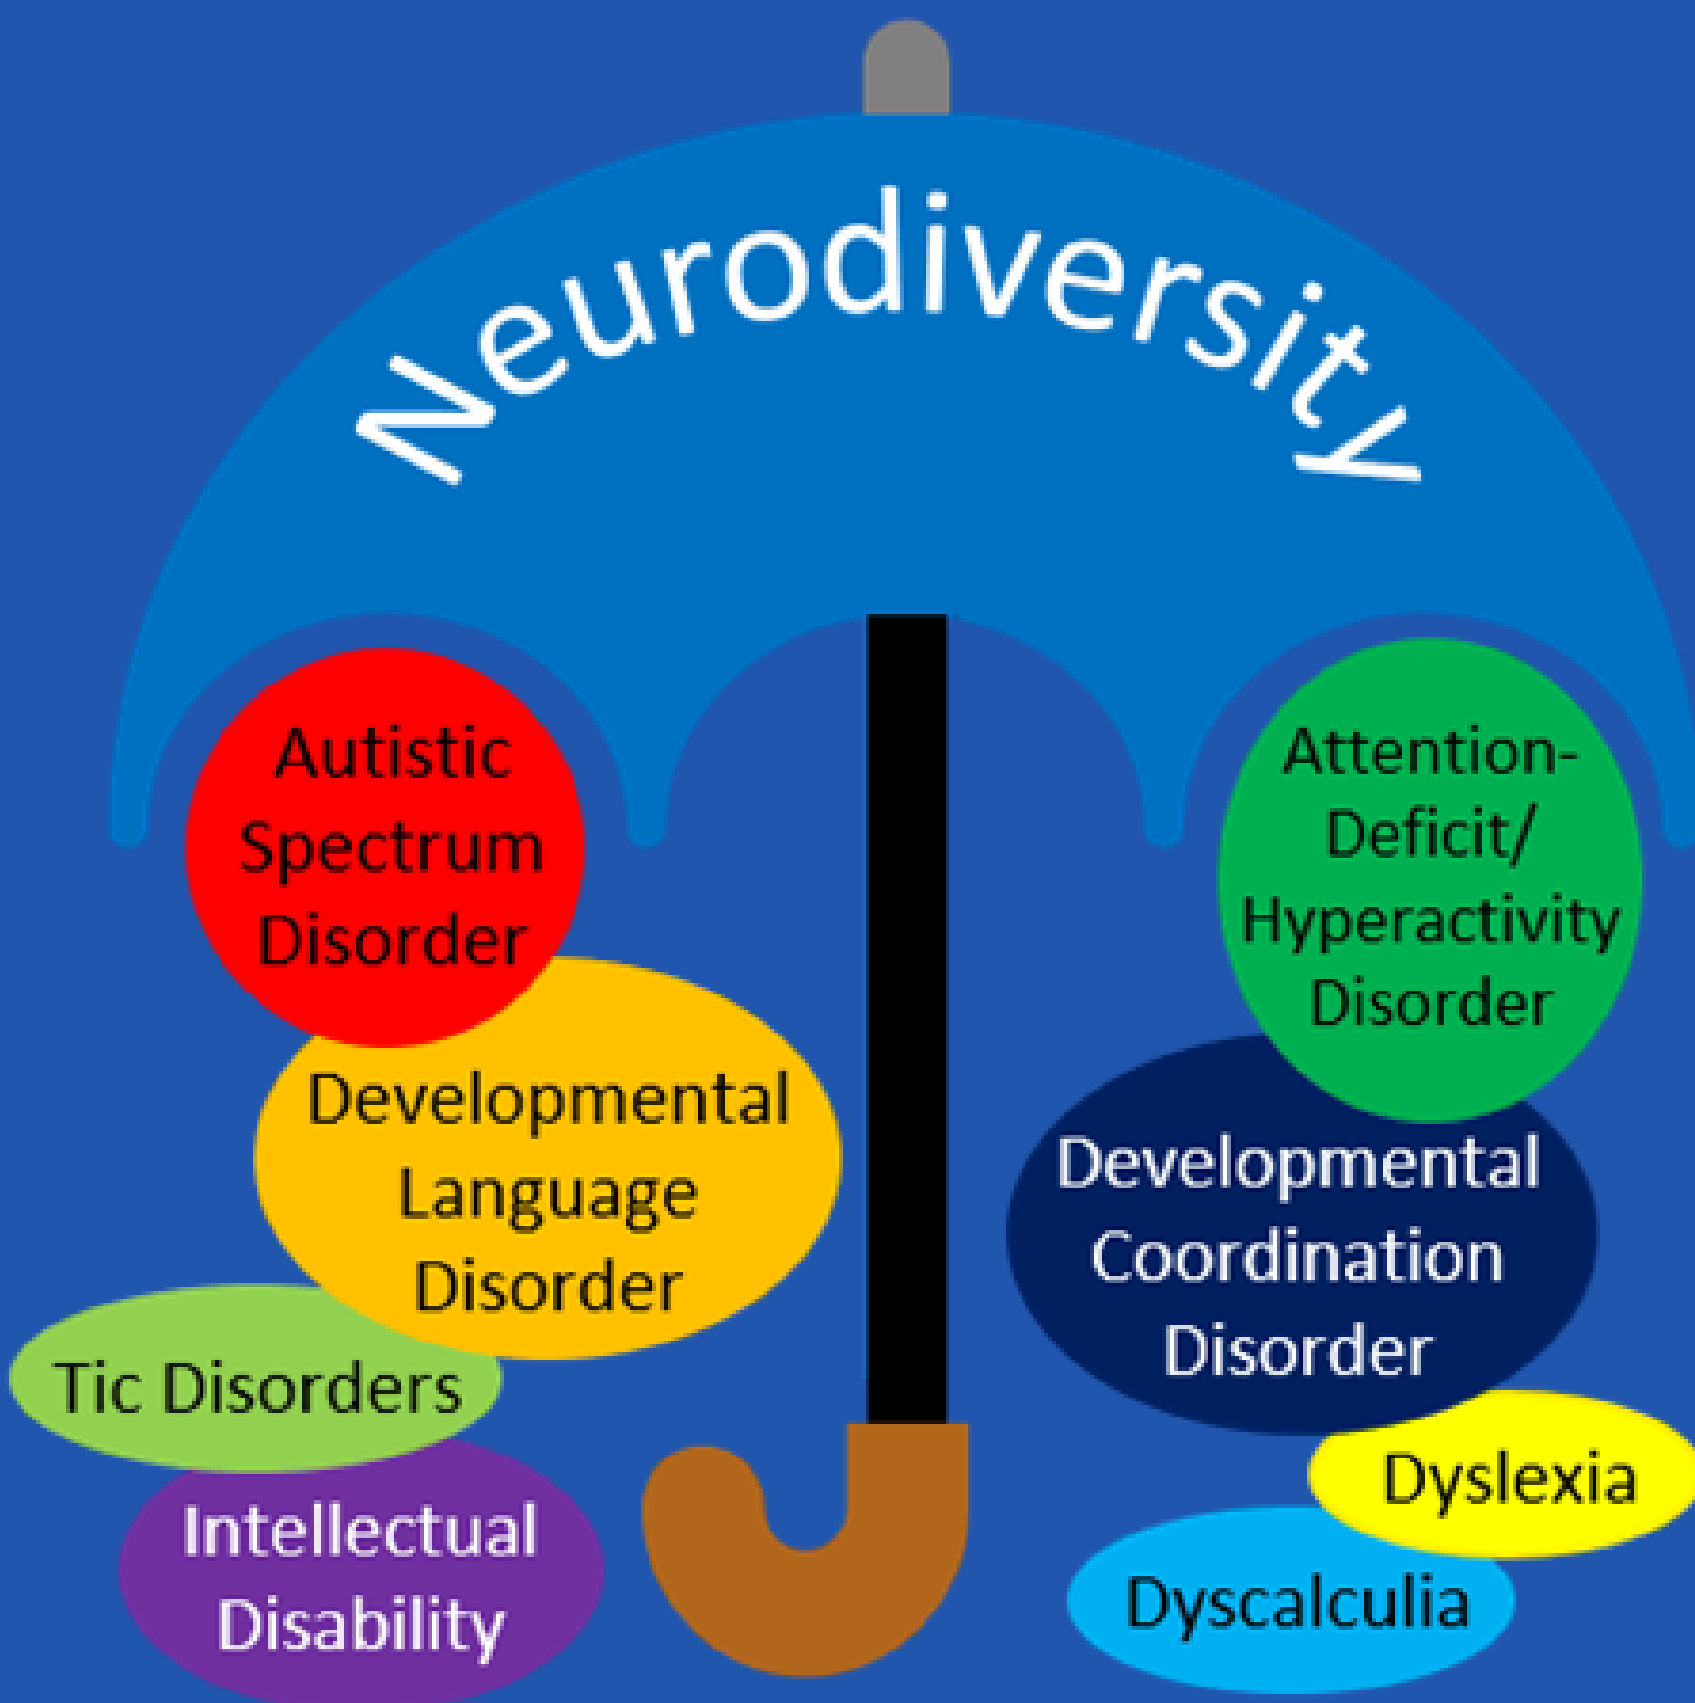 Neurodiversity
Autistic
Spectrum
Disorder
Developmental
Language
Disorder
Tic Disorders
Intellectual
Disability
Attention-
Deficit/
Hyperactivity
Disorder
Developmental
Coordination
Disorder
Dyslexia
Dyscalculia